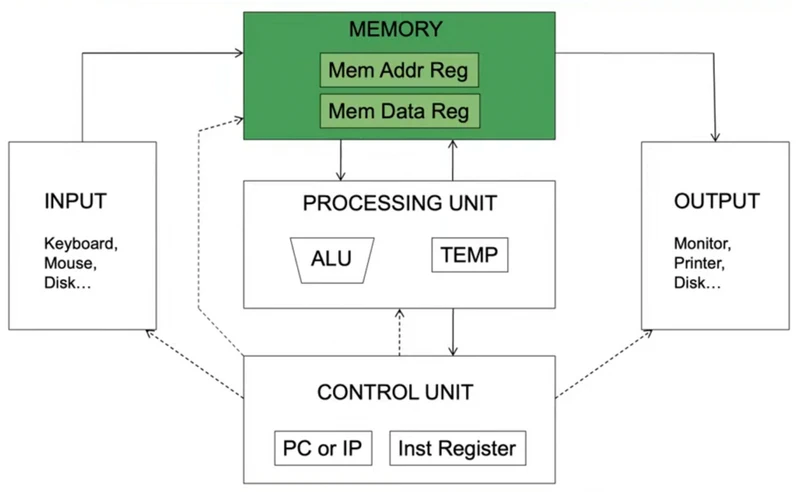 MEMORY
Mem Addr Reg
Mem Data Reg
INPUT
Keyboard,
Mouse,
Disk...
PROCESSING UNIT
ALU
TEMP
OUTPUT
Monitor,
Printer,
Disk...
CONTROL UNIT
PC or IP
Inst Register